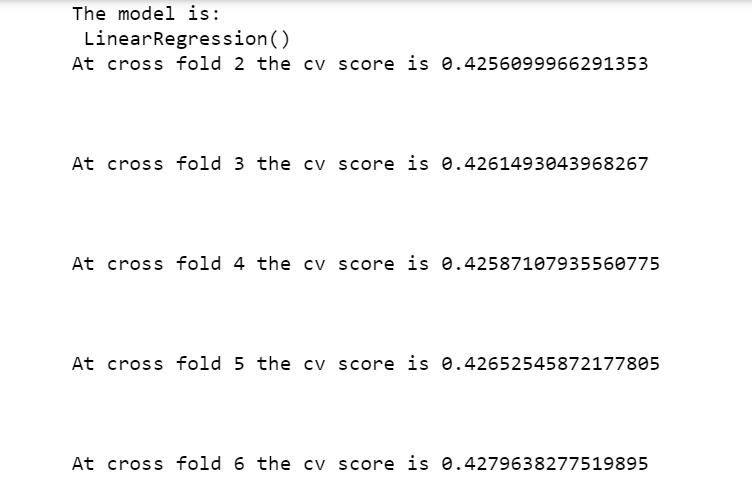 The model is:
LinearRegression()
At cross fold 2 the cv score is 0.4256099966291353
At cross fold 3 the cv score is 0.4261493043968267
At cross fold 4 the cv score is 0.42587107935560775
At cross fold 5 the cv score is 0.42652545872177805
At cross fold 6 the cv score is 0.4279638277519895